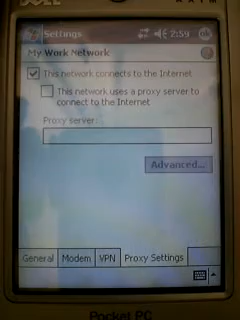 DELL
Settings
2:59
ok
My Work Network
This network connects to the Internet
This network uses a proxy server to
connect to the Internet
Proxy server:
Advanced...
General
Modem
VPN
Proxy Settings
Pocket PC